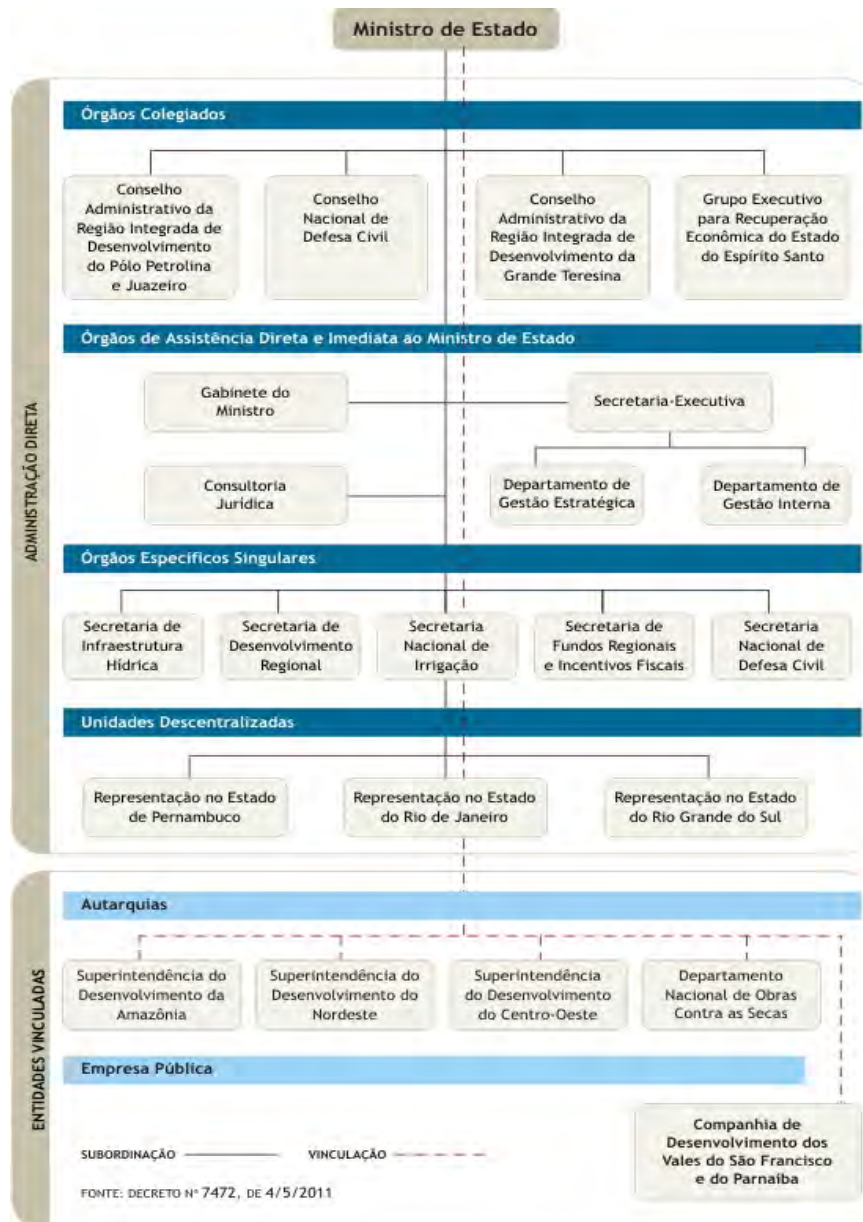 Ministro de Estado
ADMINISTRAÇÃO DIRETA
Órgãos Colegiados
Conselho
Administrativo da
Região Integrada de
Desenvolvimento
do Pólo Petrolina
e Juazeiro
Conselho
Nacional de
Defesa Civil
Conselho
Administrativo da
Região Integrada de
Desenvolvimento da
Grande Teresina
Grupo Executivo
para Recuperação
Econômica do Estado
do Espírito Santo
Órgãos de Assistência Direta e Imediata ao Ministro de Estado
Gabinete do
Ministro
Secretaria-Executiva
Consultoria
Jurídica
Departamento de
Gestão Estratégica
Departamento de
Gestão Interna
Órgãos Específicos Singulares
Secretaria de
Infraestrutura
Hídrica
Secretaria de
Desenvolvimento
Regional
Secretaria
Nacional de
Irrigação
Secretaria de
Fundos Regionais
e Incentivos Fiscais
Secretaria
Nacional de
Defesa Civil
Unidades Descentralizadas
Representação no Estado
de Pernambuco
Representação no Estado
do Rio de Janeiro
Representação no Estado
do Rio Grande do Sul
ENTIDADES VINCULADAS
Autarquias
Superintendência do
Desenvolvimento da
Amazônia
Superintendência do
Desenvolvimento do
Nordeste
Superintendência
do Desenvolvimento
do Centro-Oeste
Departamento
Nacional de Obras
Contra as Secas
Empresa Pública
Companhia de
Desenvolvimento dos
Vales do São Francisco
e do Parnaíba
SUBORDINAÇÃO
VINCULAÇÃO
FONTE: DECRETO Nº 7472, DE 4/5/2011